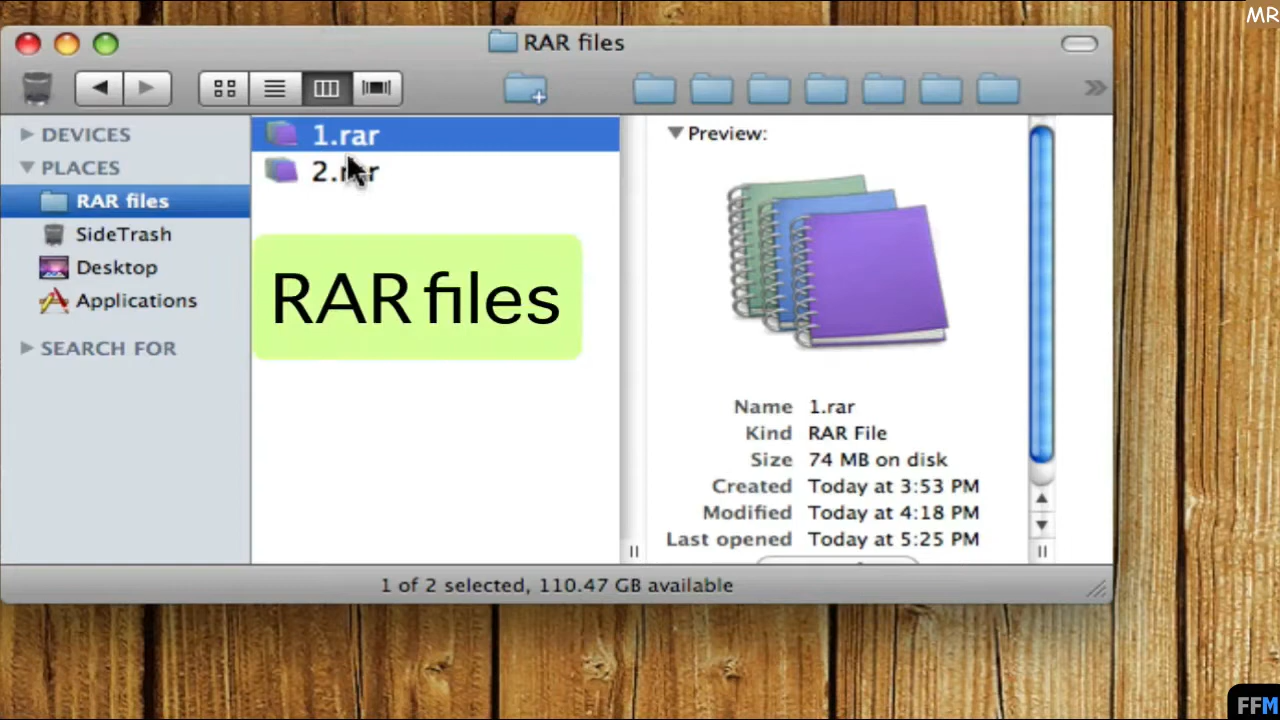 MR
RAR files
DEVICES
PLACES
RAR files
SideTrash
Desktop
Applications
SEARCH FOR
1.rar
2.rar
RAR files
Preview:
Name 1.rar
Kind RAR File
Size 74 MB on disk
Created Today at 3:53 PM
Modified Today at 4:18 PM
Last opened Today at 5:25 PM
1 of 2 selected, 110.47 GB available
FFM